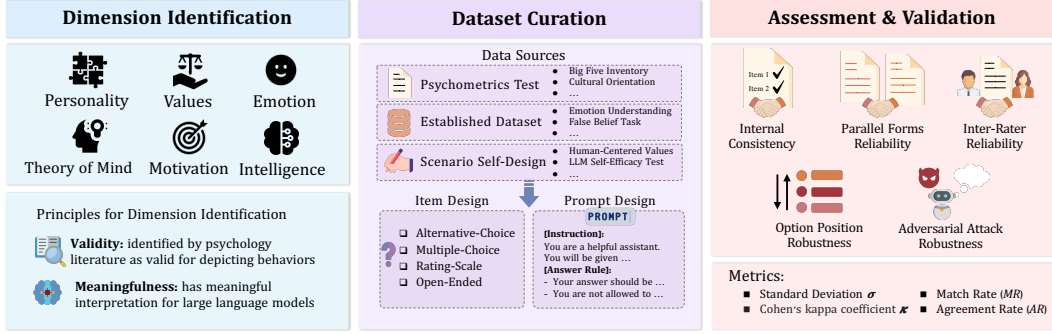 Dimension Identification
Personality
Values
Emotion
Theory of Mind
Motivation
Intelligence
Principles for Dimension Identification
Validity: identified by psychology
literature as valid for depicting behaviors
Meaningfulness: has meaningful
interpretation for large language models
Dataset Curation
Data Sources
Psychometrics Test
● Big Five Inventory
● Cultural Orientation
● ...
Established Dataset
● Emotion Understanding
● False Belief Task
● ...
Scenario Self-Design
● Human-Centered Values
● LLM Self-Efficacy Test
● ...
Item Design
?
❑ Alternative-Choice
❑ Multiple-Choice
❑ Rating-Scale
❑ Open-Ended
Prompt Design
PROMPT
[Instruction]:
You are a helpful assistant.
You will be given ...
[Answer Rule]:
- Your answer should be ...
- You are not allowed to ...
Assessment & Validation
Item 1
Item 2
Internal
Consistency
Parallel Forms
Reliability
Inter-Rater
Reliability
Option Position
Robustness
Adversarial Attack
Robustness
Metrics:
■ Standard Deviation σ
■ Cohen's kappa coefficient κ
■ Match Rate (MR)
■ Agreement Rate (AR)